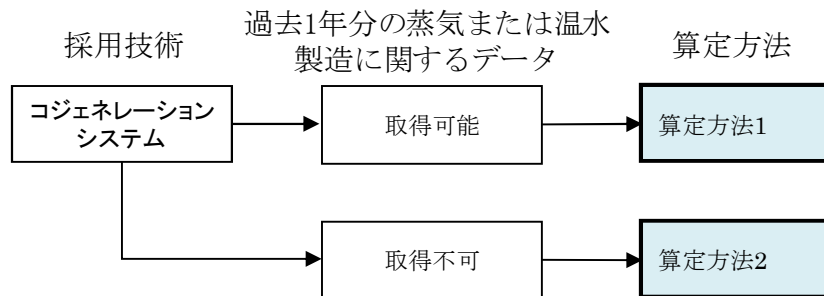 採用技術
過去1年分の蒸気または温水
製造に関するデータ
算定方法
コジェネレーション
システム
取得可能
算定方法1
取得不可
算定方法2